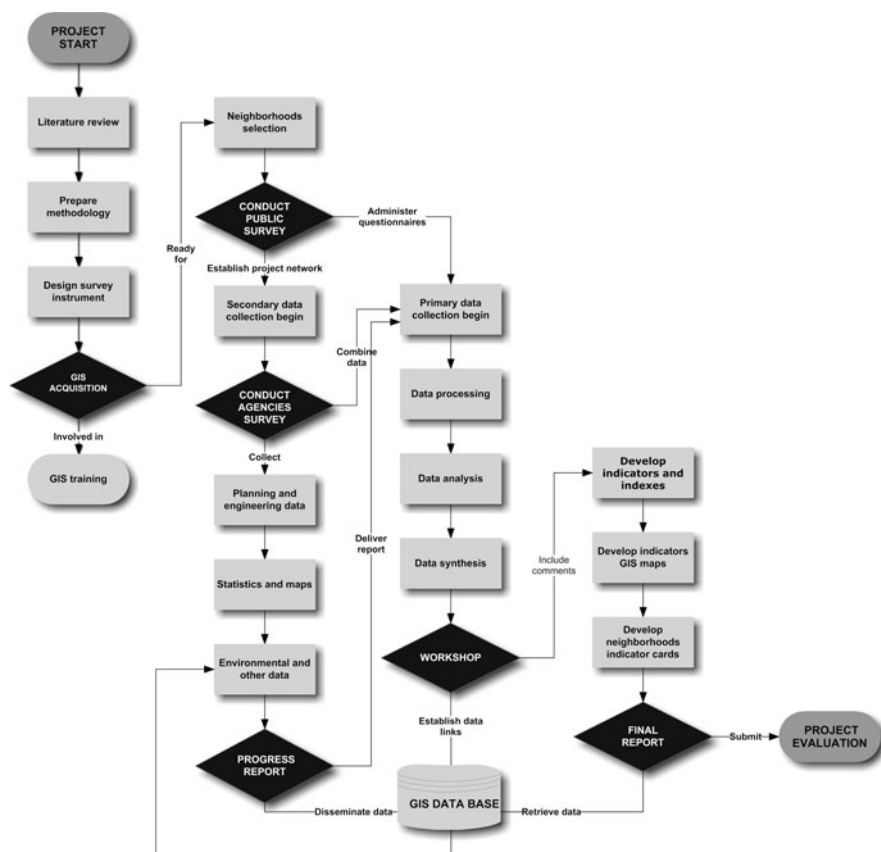 PROJECT
START
Literature review
Prepare
methodology
Design survey
instrument
GIS
ACQUISITION
Involved in
GIS training
Ready
for
Neighborhoods
selection
CONDUCT
PUBLIC
SURVEY
Administer
questionnaires
Establish project network
Secondary data
collection begin
CONDUCT
AGENCIES
SURVEY
Combine
data
Collect
Planning and
engineering data
Statistics and maps
Environmental and
other data
PROGRESS
REPORT
Deliver
report
Disseminate data
Primary data
collection begin
Data processing
Data analysis
Data synthesis
WORKSHOP
Include
comments
Establish data
links
GIS DATA BASE
Retrieve data
Develop
indicators and
indexes
Develop indicators
GIS maps
Develop
neighborhoods
indicator cards
FINAL
REPORT
Submit
PROJECT
EVALUATION